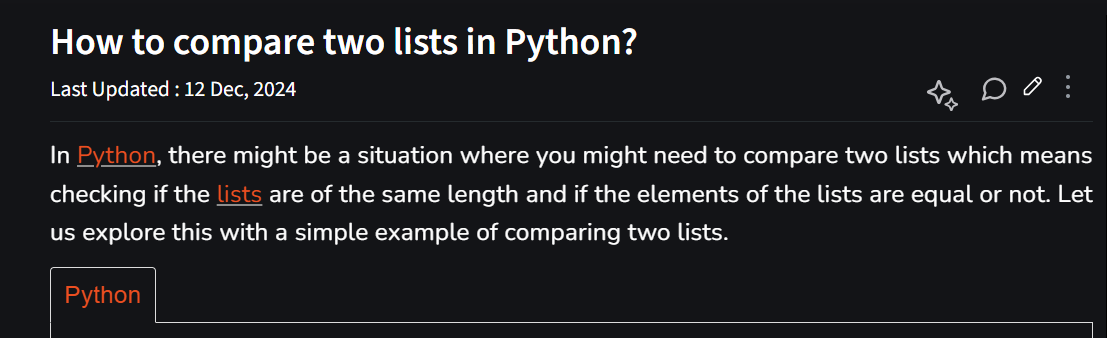 How to compare two lists in Python?
Last Updated : 12 Dec, 2024
In Python, there might be a situation where you might need to compare two lists which means
checking if the lists are of the same length and if the elements of the lists are equal or not. Let
us explore this with a simple example of comparing two lists.
Python